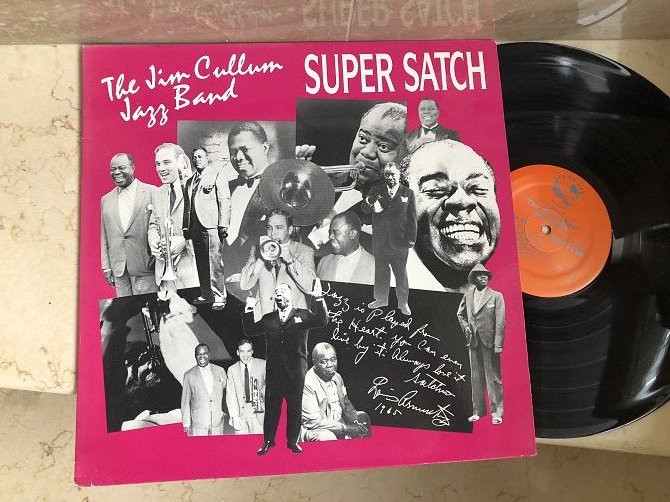 The Jim Cullum
Jazz Band
SUPER SATCH
Jazz is Played from
the Heart. You Can even
live by it. Always love it
Satchmo
Louis Armstrong
1965